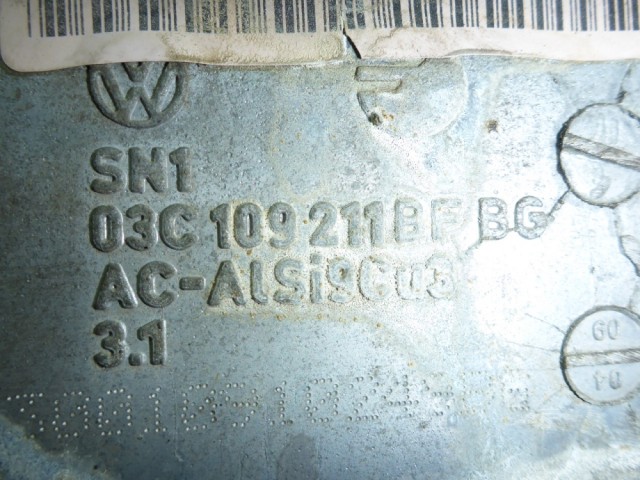 SN1
03C 109 211BF BG
AC-AlSi9Cu3
3.1